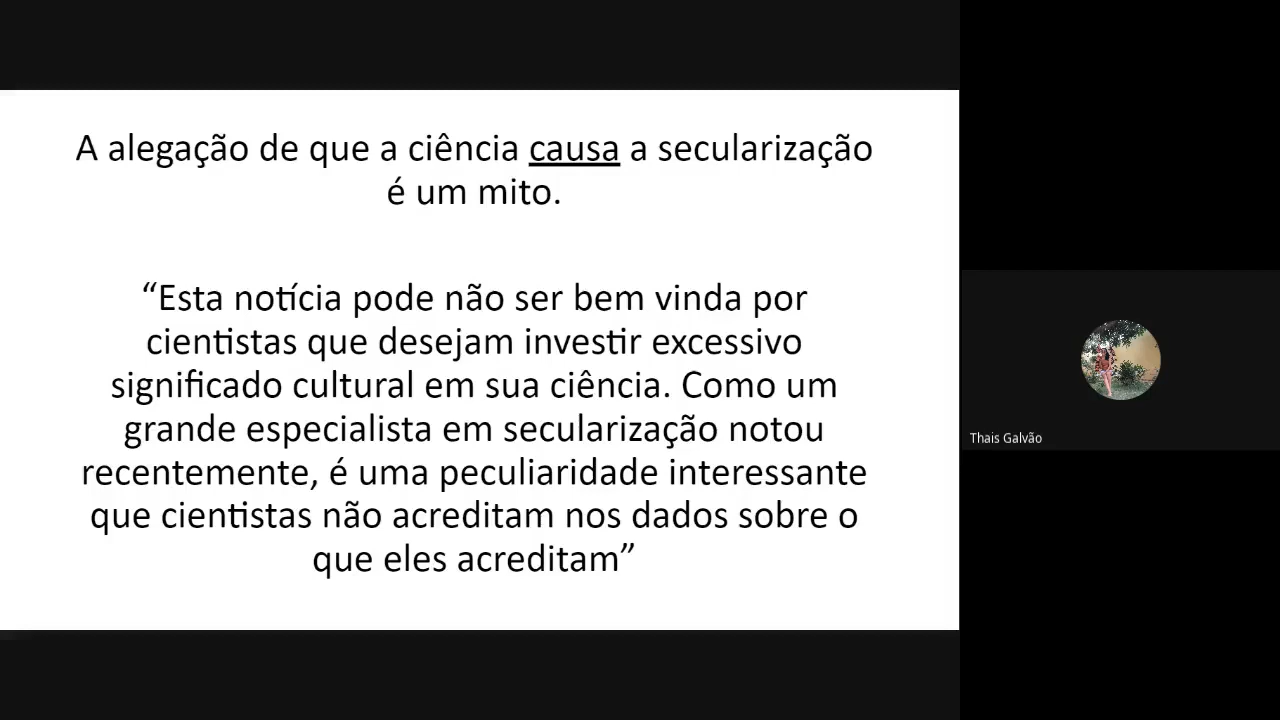 A alegação de que a ciência causa a secularização
é um mito.
“Esta notícia pode não ser bem vinda por
cientistas que desejam investir excessivo
significado cultural em sua ciência. Como um
grande especialista em secularização notou
recentemente, é uma peculiaridade interessante
que cientistas não acreditam nos dados sobre o
que eles acreditam”
Thais Galvão